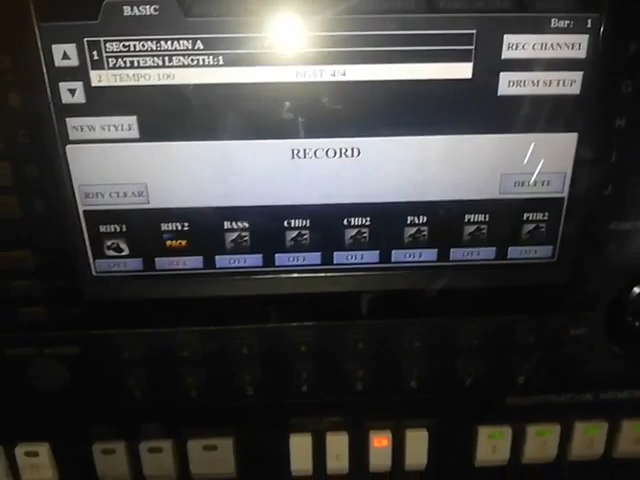 BASIC
Bar: 1
1 SECTION:MAIN A
PATTERN LENGTH:1
2 TEMPO:100 BEAT 4/4
REC CHANNEL
DRUM SETUP
NEW STYLE
RECORD
RHY CLEAR
DELETE
RHY1 RHY2 BASS CHD1 CHD2 PAD PHR1 PHR2
PACK
OFF REC OFF OFF OFF OFF OFF OFF